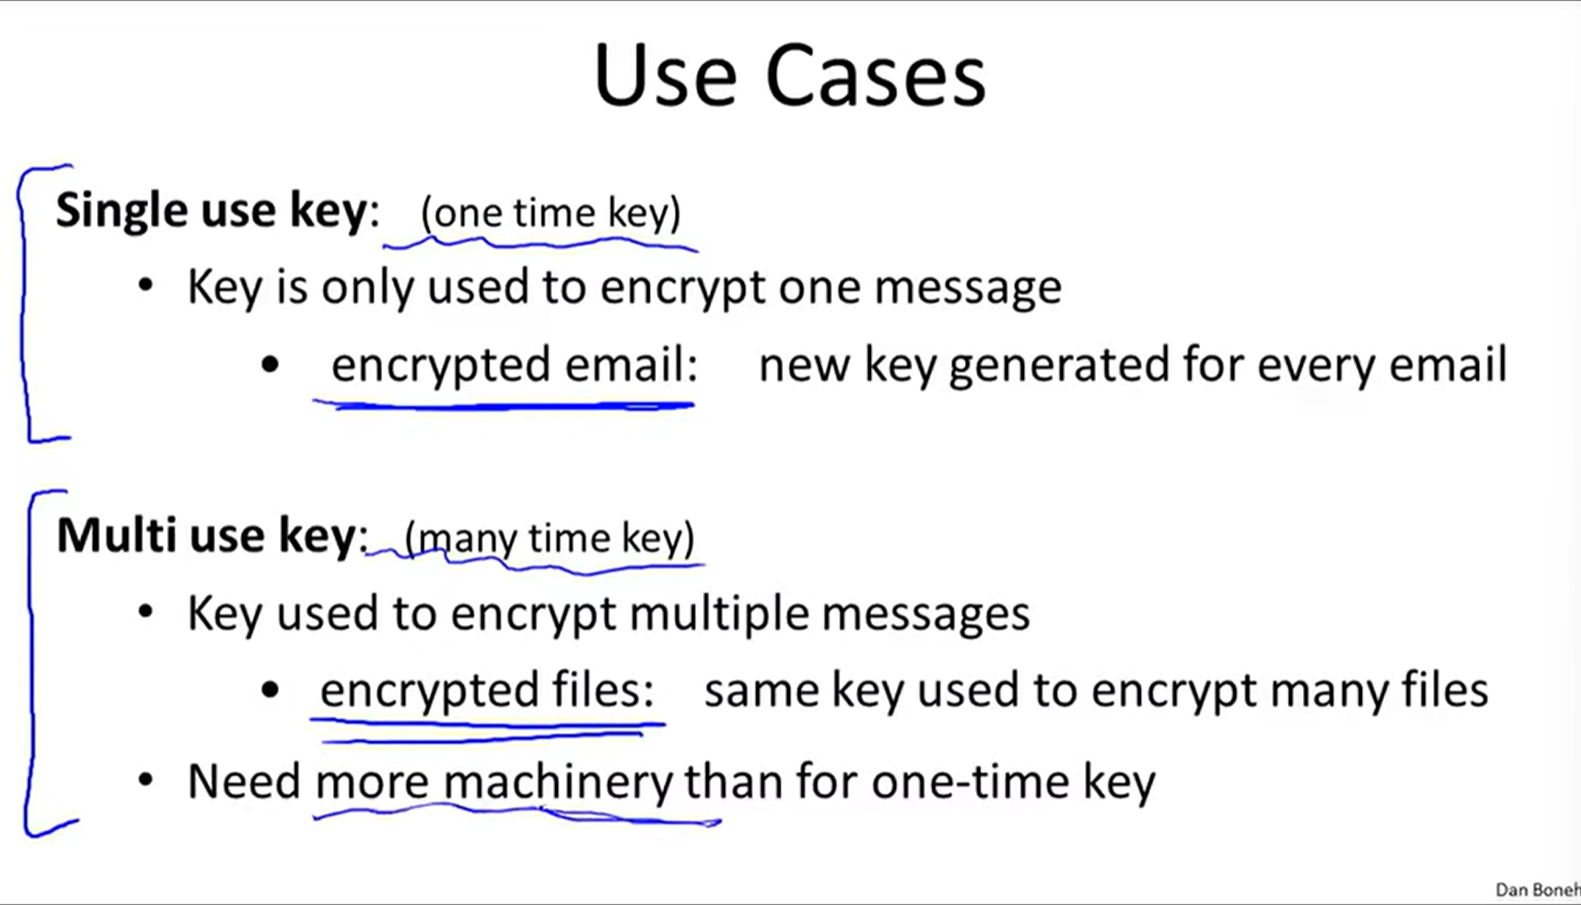 Use Cases
Single use key: (one time key)
• Key is only used to encrypt one message
• encrypted email: new key generated for every email
Multi use key: (many time key)
• Key used to encrypt multiple messages
• encrypted files: same key used to encrypt many files
• Need more machinery than for one-time key
Dan Boneh